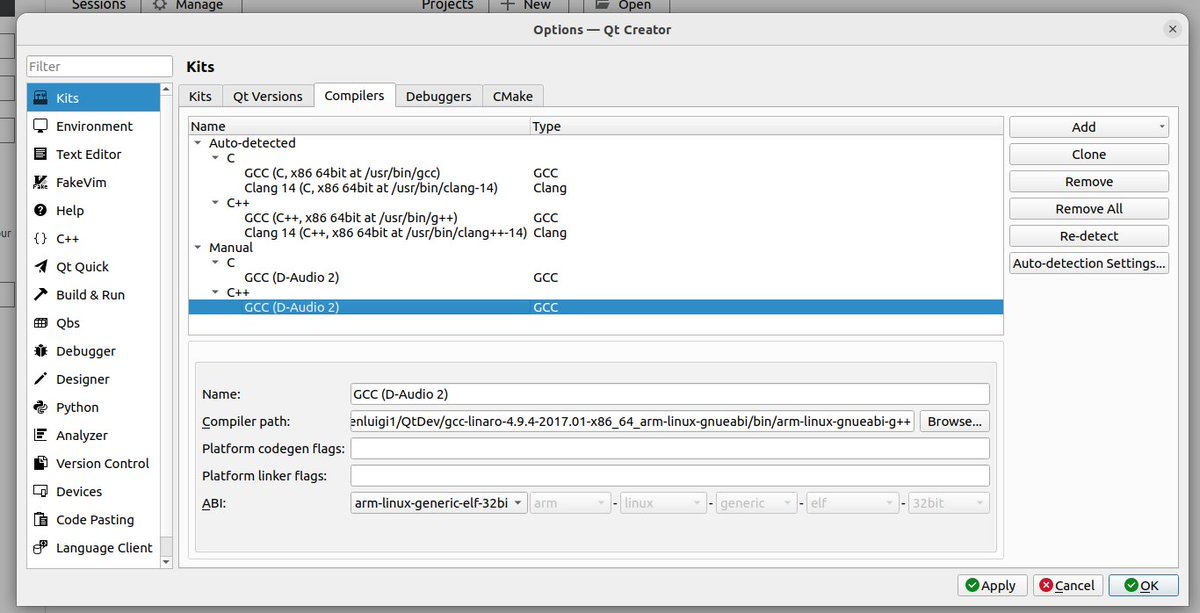 Sessions Manage Projects New Open
Options — Qt Creator
Filter
Kits
Environment
Text Editor
FakeVim
Help
C++
Qt Quick
Build & Run
Qbs
Debugger
Designer
Python
Analyzer
Version Control
Devices
Code Pasting
Language Client
Kits
Kits Qt Versions Compilers Debuggers CMake
Name Type
Auto-detected
C
GCC (C, x86 64bit at /usr/bin/gcc) GCC
Clang 14 (C, x86 64bit at /usr/bin/clang-14) Clang
C++
GCC (C++, x86 64bit at /usr/bin/g++) GCC
Clang 14 (C++, x86 64bit at /usr/bin/clang++-14) Clang
Manual
C
GCC (D-Audio 2) GCC
C++
GCC (D-Audio 2) GCC
Add
Clone
Remove
Remove All
Re-detect
Auto-detection Settings...
Name: GCC (D-Audio 2)
Compiler path: enluigi1/QtDev/gcc-linaro-4.9.4-2017.01-x86_64_arm-linux-gnueabi/bin/arm-linux-gnueabi-g++ Browse...
Platform codegen flags:
Platform linker flags:
ABI: arm-linux-generic-elf-32bi arm - linux - generic - elf - 32bit
Apply Cancel OK